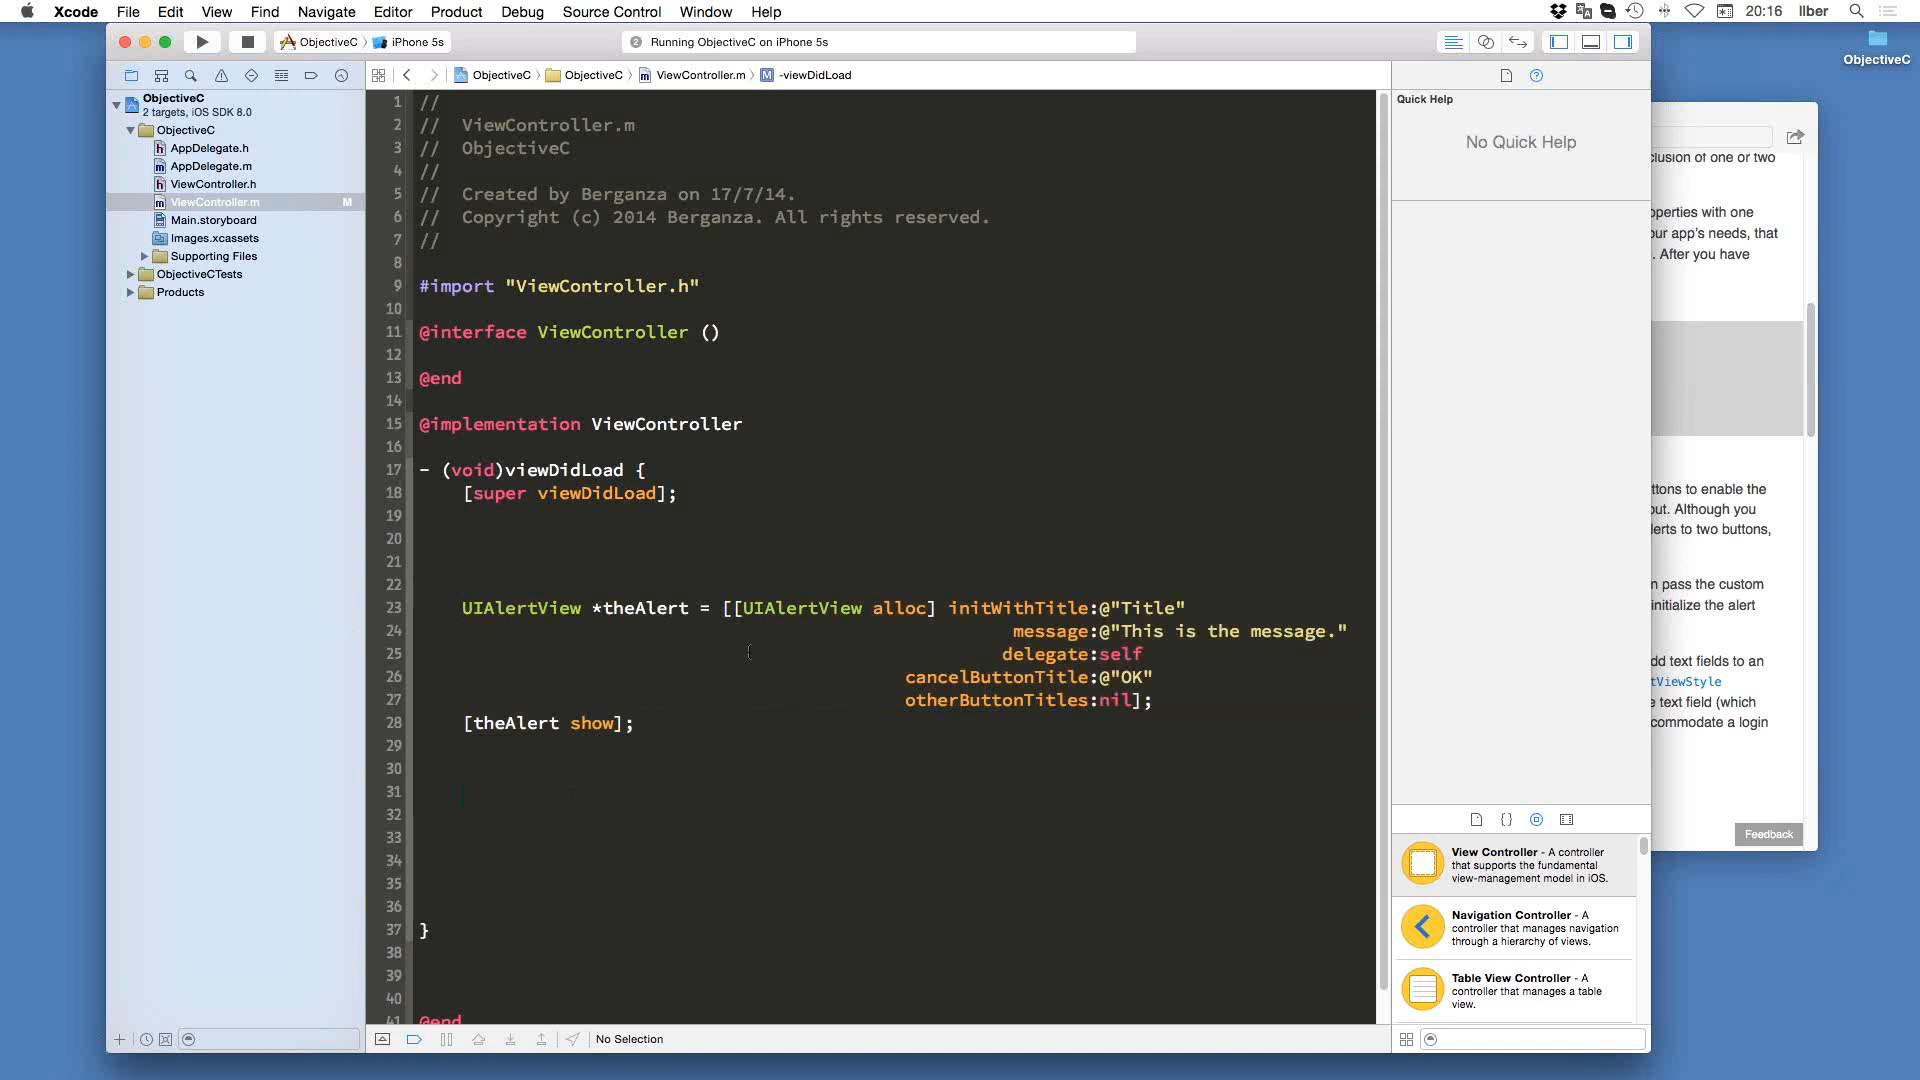 Xcode File Edit View Find Navigate Editor Product Debug Source Control Window Help 20:16 Ilber
ObjectiveC iPhone 5s
2 Running ObjectiveC on iPhone 5s
ObjectiveC
ObjectiveC ObjectiveC ViewController.m M -viewDidLoad
ObjectiveC
2 targets, iOS SDK 8.0
ObjectiveC
h AppDelegate.h
m AppDelegate.m
h ViewController.h
m ViewController.m M
Main.storyboard
Images.xcassets
Supporting Files
ObjectiveCTests
Products
1 //
2 //  ViewController.m
3 //  ObjectiveC
4 //
5 //  Created by Berganza on 17/7/14.
6 //  Copyright (c) 2014 Berganza. All rights reserved.
7 //
8
9 #import "ViewController.h"
10
11 @interface ViewController ()
12
13 @end
14
15 @implementation ViewController
16
17 - (void)viewDidLoad {
18     [super viewDidLoad];
19
20
21
22
23     UIAlertView *theAlert = [[UIAlertView alloc] initWithTitle:@"Title"
24 message:@"This is the message."
25 delegate:self
26 cancelButtonTitle:@"OK"
27 otherButtonTitles:nil];
28     [theAlert show];
29
30
31
32
33
34
35
36
37 }
38
39
40
41 @end
No Selection
Quick Help
No Quick Help
{}
View Controller - A controller
that supports the fundamental
view-management model in iOS.
Navigation Controller - A
controller that manages navigation
through a hierarchy of views.
Table View Controller - A
controller that manages a table
view.
clusion of one or two
operties with one
our app's needs, that
. After you have
ttons to enable the
out. Although you
lerts to two buttons,
n pass the custom
initialize the alert
dd text fields to an
tViewStyle
e text field (which
commodate a login
Feedback